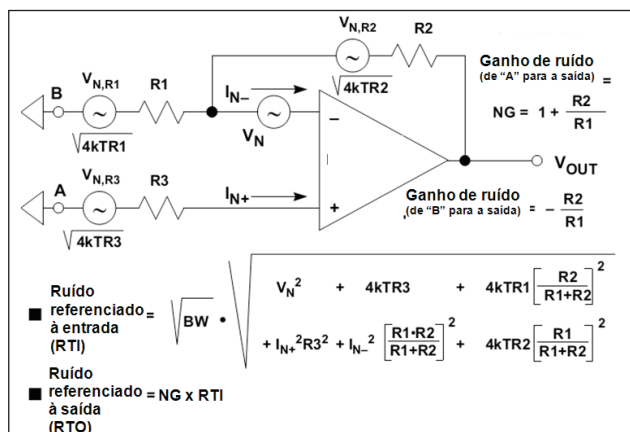 V_N,R2
R2
√4kTR2
B
V_N,R1
R1
I_N–
√4kTR1
V_N
–
A
V_N,R3
R3
I_N+
+
√4kTR3
V_OUT
Ganho de ruído
(de “A” para a saída) =
NG = 1 + R2/R1
Ganho de ruído
(de “B” para a saída) = – R2/R1
■ Ruído
referenciado
à entrada
(RTI) = √BW • √
V_N² + 4kTR3 + 4kTR1 [R2/(R1+R2)]²
+ I_N+²R3² + I_N–² [R1•R2/(R1+R2)]² + 4kTR2 [R1/(R1+R2)]²
■ Ruído
referenciado = NG x RTI
à saída
(RTO)